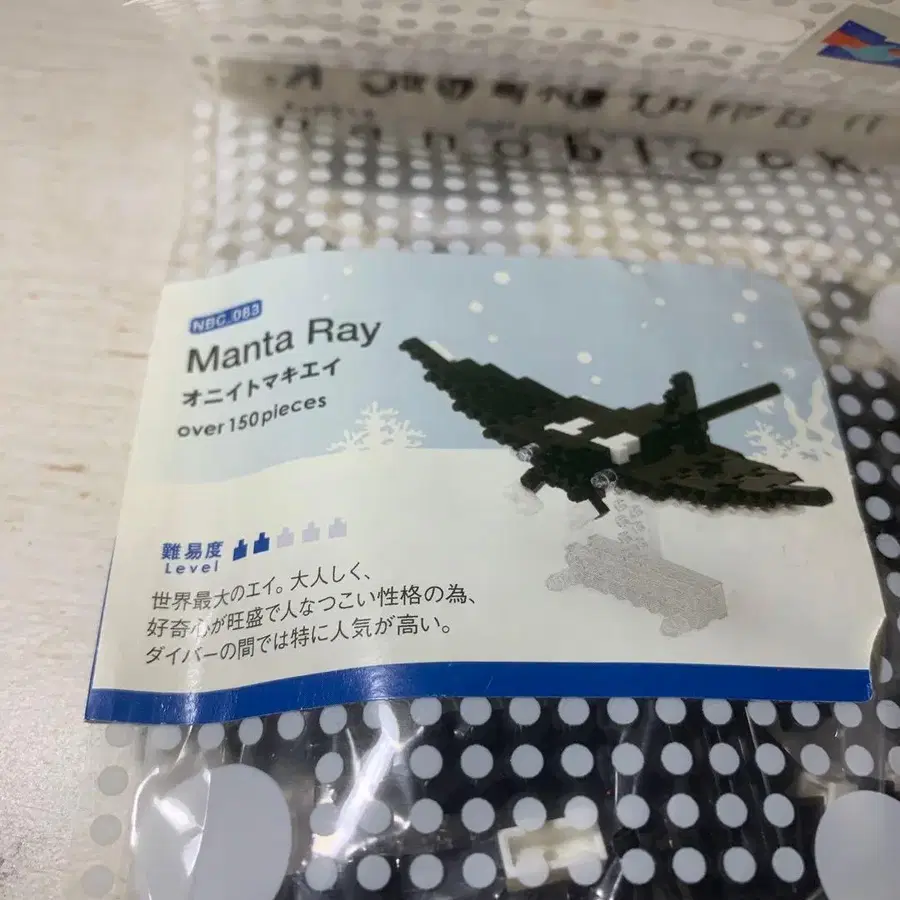 nanoblock
NBC_083
Manta Ray
オニイトマキエイ
over 150pieces
難易度
Level
世界最大のエイ。大人しく、
好奇心が旺盛で人なつこい性格の為、
ダイバーの間では特に人気が高い。